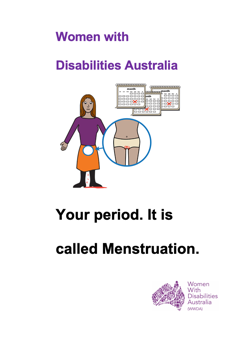 Women with
Disabilities Australia
Your period. It is
called Menstruation.
Women
With
Disabilities
Australia
(WWDA)